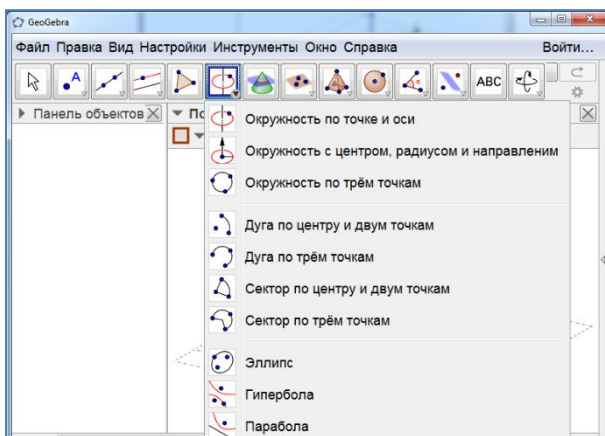 GeoGebra
Файл Правка Вид Настройки Инструменты Окно Справка Войти...
A ABC
Панель объектов
Окружность по точке и оси
Окружность с центром, радиусом и направленим
Окружность по трём точкам
Дуга по центру и двум точкам
Дуга по трём точкам
Сектор по центру и двум точкам
Сектор по трём точкам
Эллипс
Гипербола
Парабола